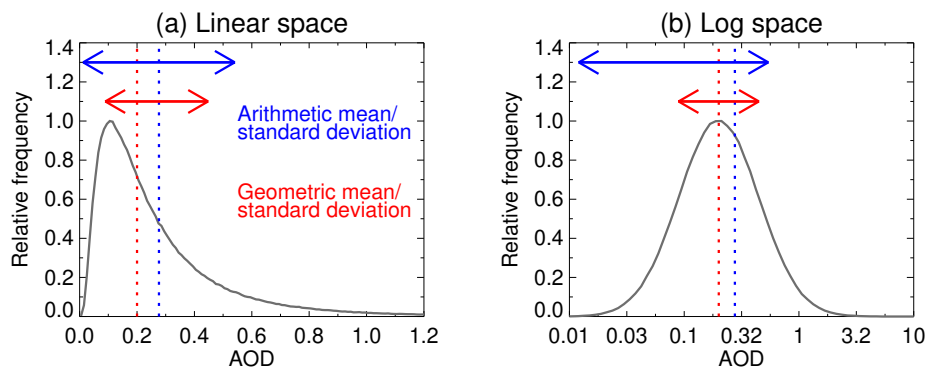 (a) Linear space
1.4
1.2
1.0
0.8
0.6
0.4
0.2
0.0
Relative frequency
Arithmetic mean/
standard deviation
Geometric mean/
standard deviation
0.0 0.2 0.4 0.6 0.8 1.0 1.2
AOD
(b) Log space
1.4
1.2
1.0
0.8
0.6
0.4
0.2
0.0
Relative frequency
0.01 0.03 0.1 0.32 1 3.2 10
AOD